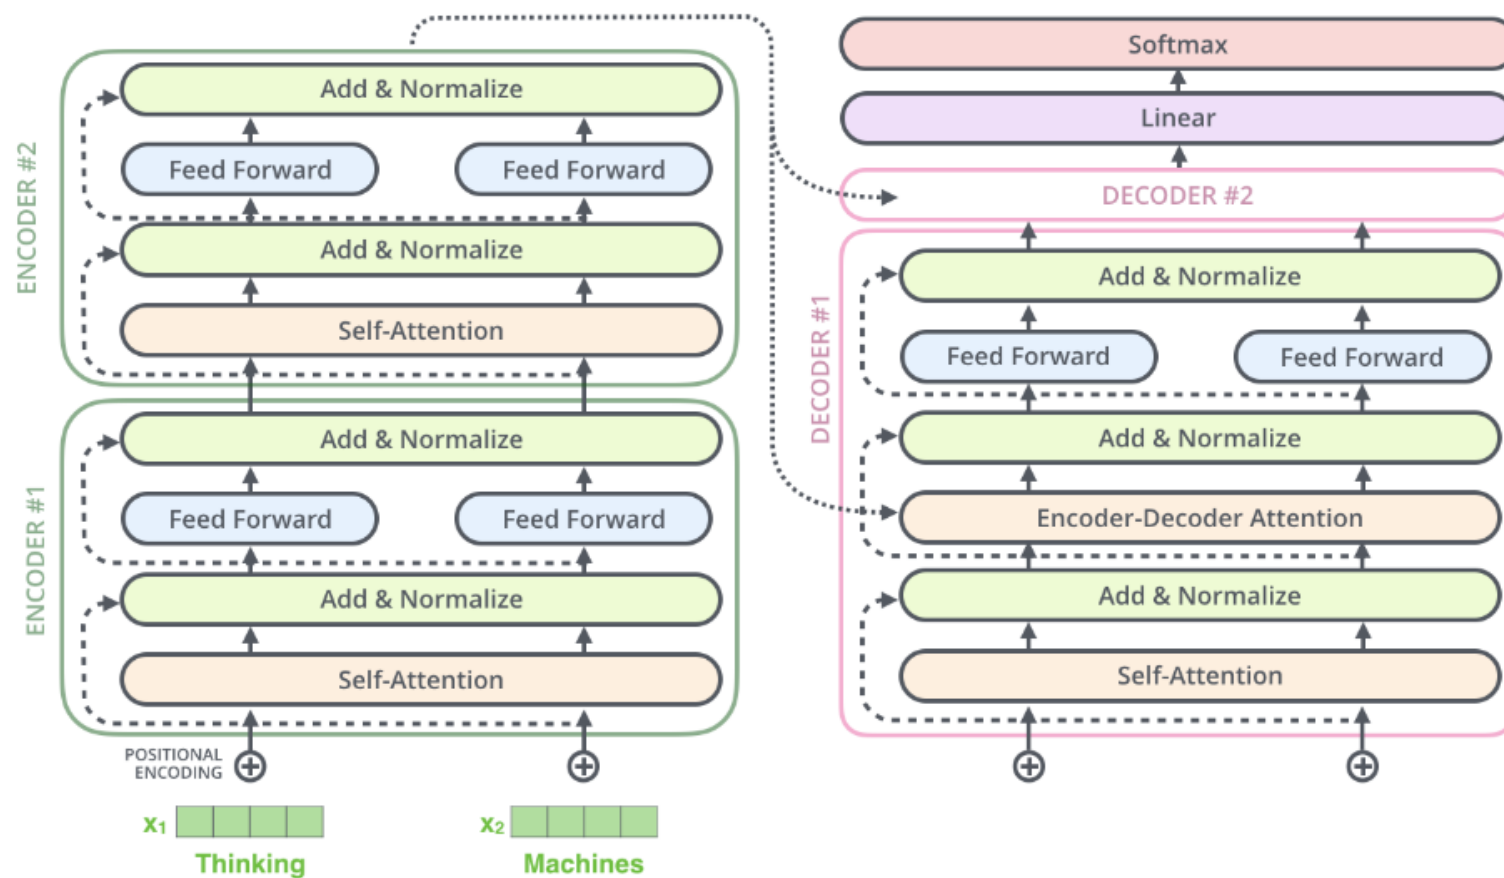 ENCODER #2
Add & Normalize
Feed Forward Feed Forward
Add & Normalize
Self-Attention
ENCODER #1
Add & Normalize
Feed Forward Feed Forward
Add & Normalize
Self-Attention
POSITIONAL
ENCODING
x₁ x₂
Thinking Machines
Softmax
Linear
DECODER #2
DECODER #1
Add & Normalize
Feed Forward Feed Forward
Add & Normalize
Encoder-Decoder Attention
Add & Normalize
Self-Attention